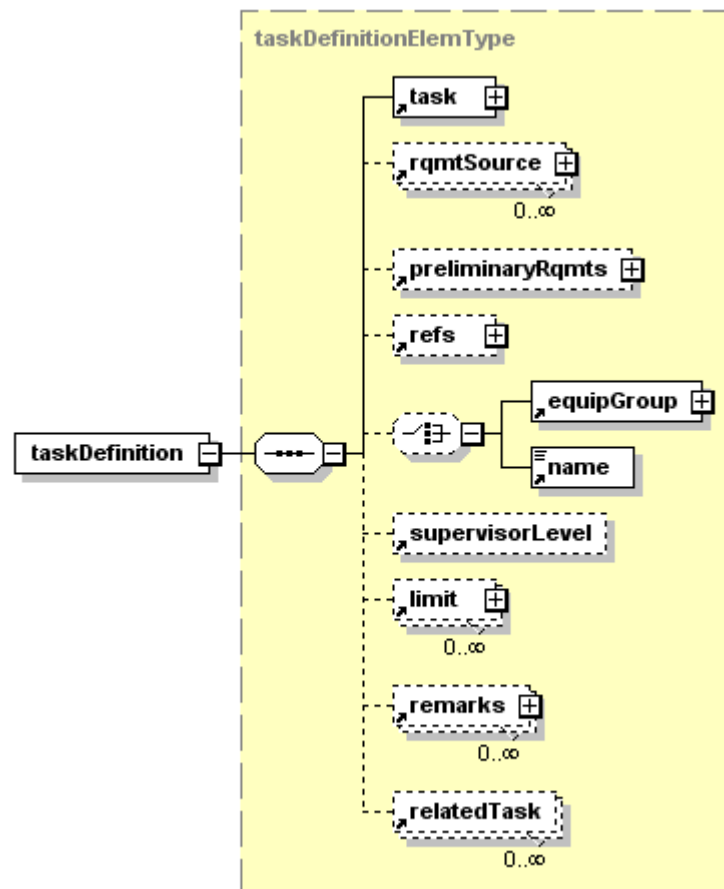 taskDefinitionElemType
task
rqmtSource
0..∞
preliminaryRqmts
refs
equipGroup
taskDefinition
name
supervisorLevel
limit
0..∞
remarks
0..∞
relatedTask
0..∞